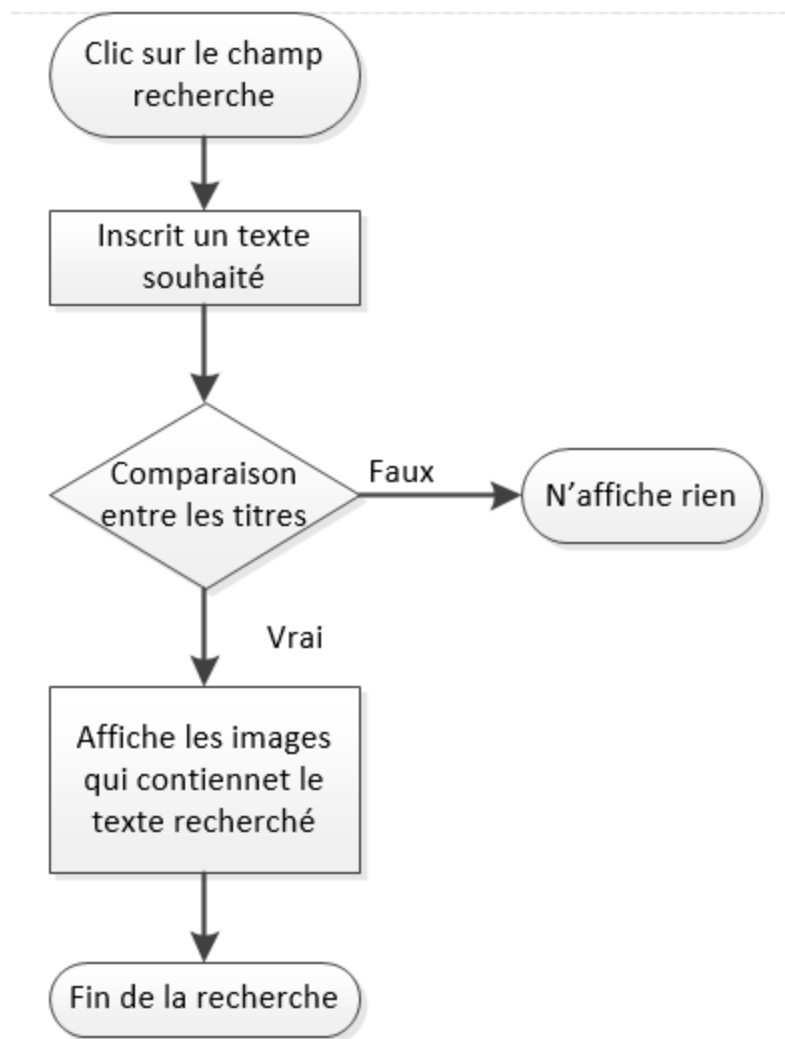 Clic sur le champ
recherche
Inscrit un texte
souhaité
Comparaison
entre les titres
Faux
N’affiche rien
Vrai
Affiche les images
qui contiennet le
texte recherché
Fin de la recherche